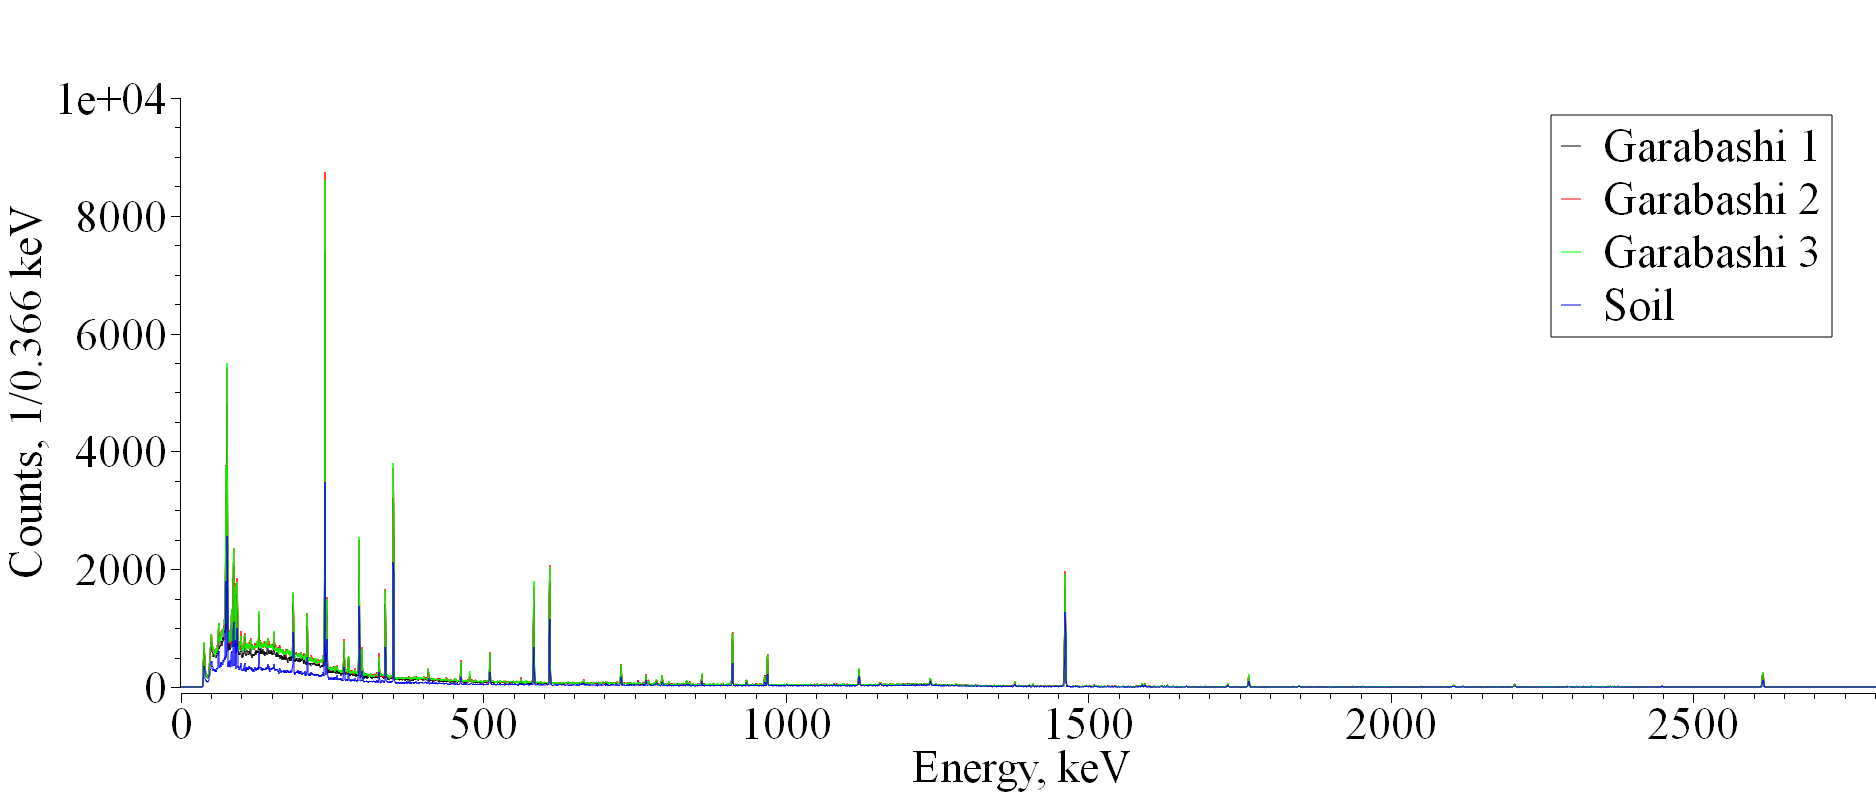 1e+04
8000
6000
4000
2000
0
Counts, 1/0.366 keV
Garabashi 1
Garabashi 2
Garabashi 3
Soil
0 500 1000 1500 2000 2500
Energy, keV